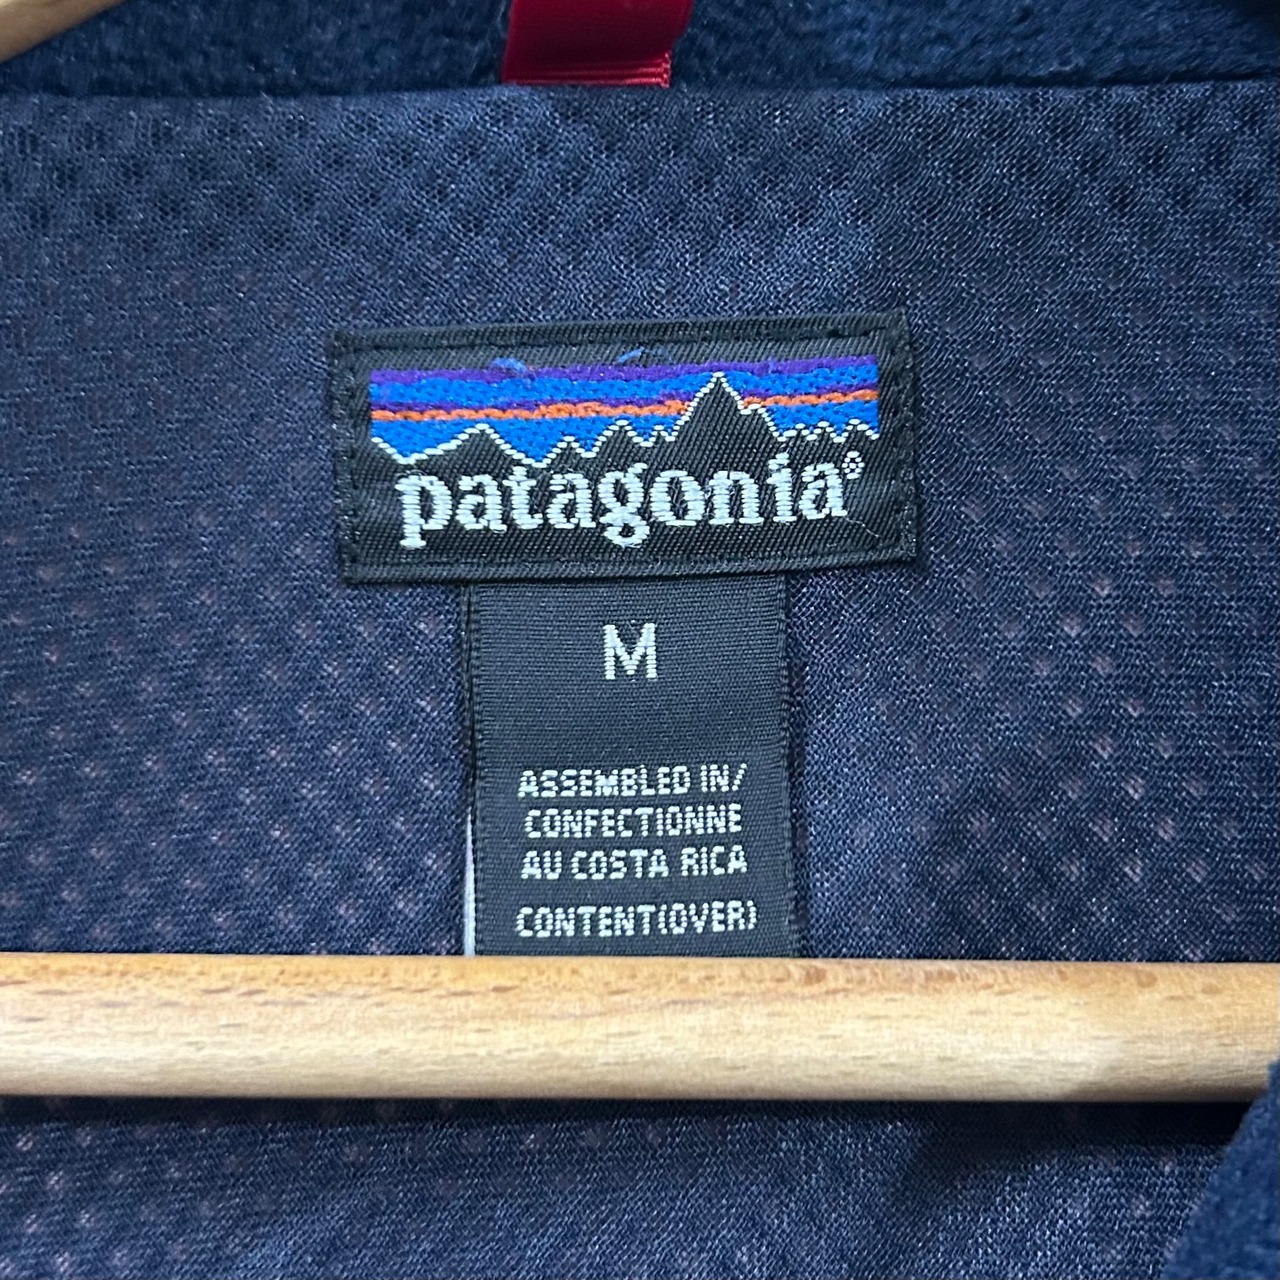 patagonia®
M
ASSEMBLED IN/
CONFECTIONNE
AU COSTA RICA
CONTENT(OVER)